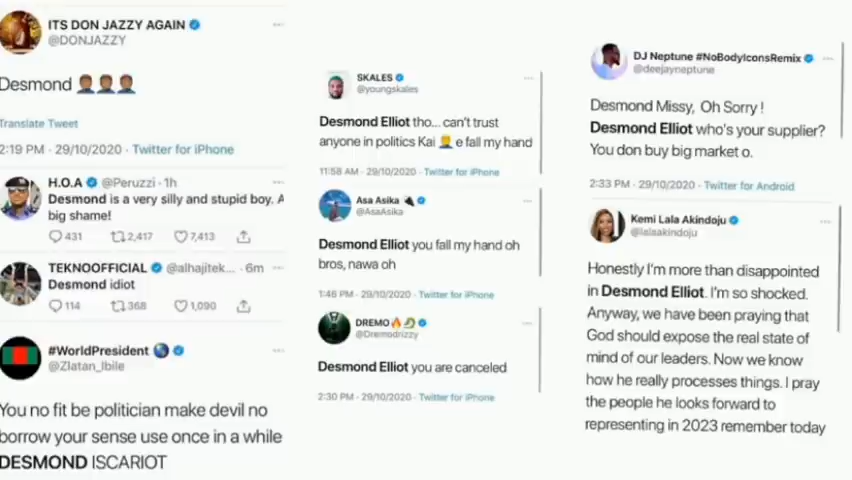 ITS DON JAZZY AGAIN
@DONJAZZY
Desmond 🤦🏾‍♂️🤦🏾‍♂️🤦🏾‍♂️
Translate Tweet
2:19 PM · 29/10/2020 · Twitter for iPhone
H.O.A @Peruzzi · 1h
Desmond is a very silly and stupid boy. A
big shame!
431 2,417 7,413
TEKNOOFFICIAL @alhajitek... · 6m
Desmond idiot
114 368 1,090
#WorldPresident 🌎
@Zlatan_Ibile
You no fit be politician make devil no
borrow your sense use once in a while
DESMOND ISCARIOT
SKALES
@youngskales
Desmond Elliot tho... can't trust
anyone in politics Kai 🤦‍♂️ e fall my hand
11:58 AM · 29/10/2020 · Twitter for iPhone
Asa Asika 🔌
@AsaAsika
Desmond Elliot you fall my hand oh
bros, nawa oh
1:46 PM · 29/10/2020 · Twitter for iPhone
DREMO🔥🐉
@Dremodrizzy
Desmond Elliot you are canceled
2:30 PM · 29/10/2020 · Twitter for iPhone
DJ Neptune #NoBodyIconsRemix
@deejayneptune
Desmond Missy, Oh Sorry !
Desmond Elliot who's your supplier?
You don buy big market o.
2:33 PM · 29/10/2020 · Twitter for Android
Kemi Lala Akindoju
@lalaakindoju
Honestly I'm more than disappointed
in Desmond Elliot. I'm so shocked.
Anyway, we have been praying that
God should expose the real state of
mind of our leaders. Now we know
how he really processes things. I pray
the people he looks forward to
representing in 2023 remember today